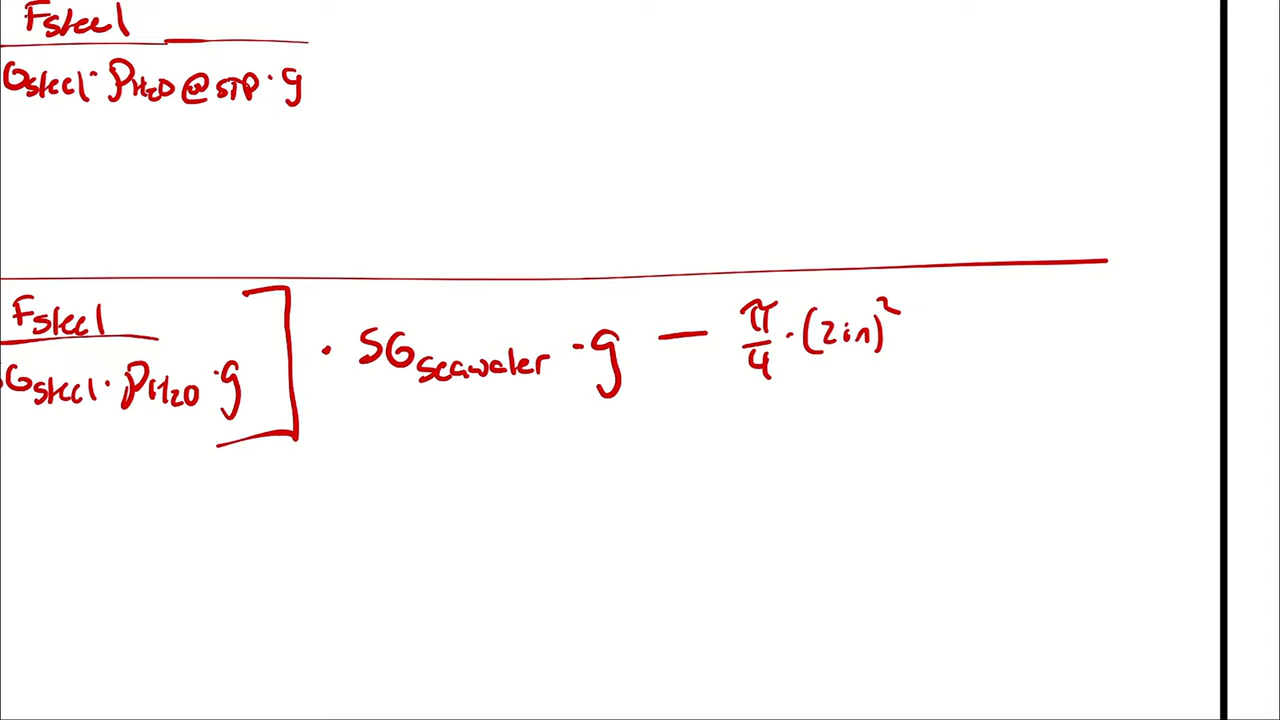 Fsteel
Gsteel · ρH₂O @ STP · g
Fsteel
Gsteel · ρH₂O · g ] · SGseawater · g — π/4 · (2in)²